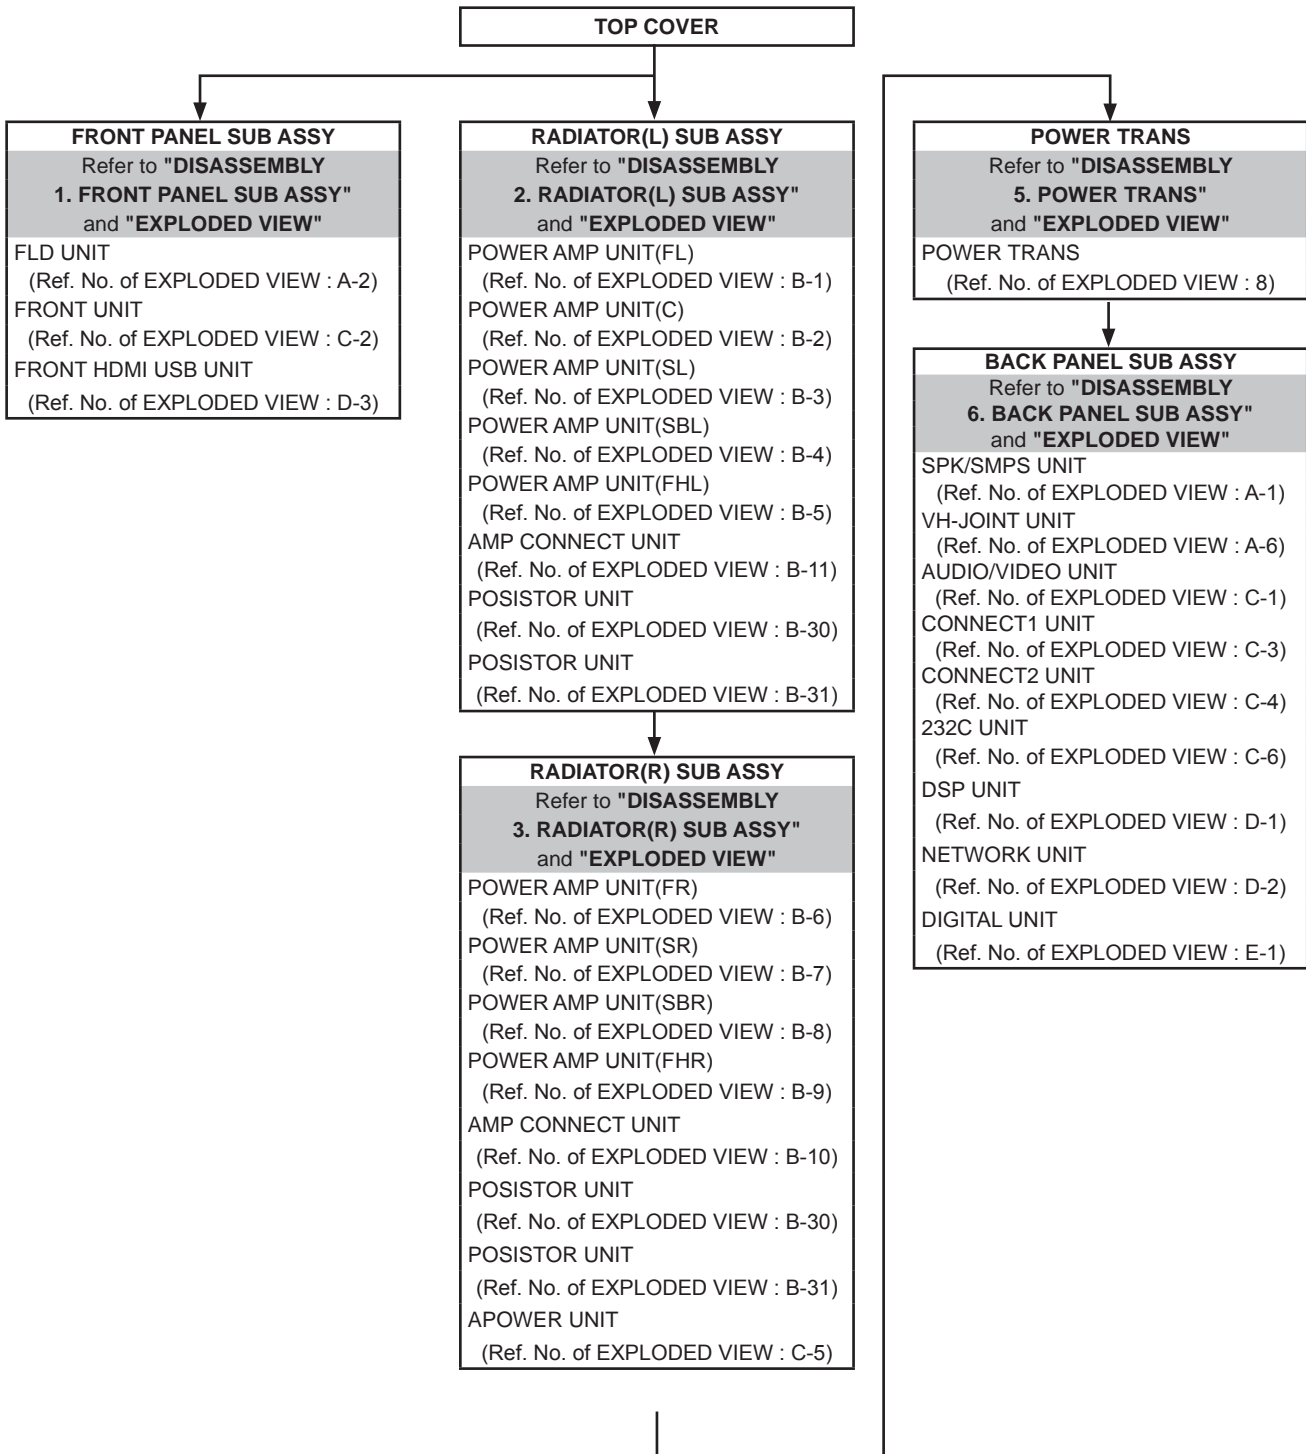 TOP COVER
FRONT PANEL SUB ASSY
Refer to "DISASSEMBLY
1. FRONT PANEL SUB ASSY"
and "EXPLODED VIEW"
FLD UNIT
(Ref. No. of EXPLODED VIEW : A-2)
FRONT UNIT
(Ref. No. of EXPLODED VIEW : C-2)
FRONT HDMI USB UNIT
(Ref. No. of EXPLODED VIEW : D-3)
RADIATOR(L) SUB ASSY
Refer to "DISASSEMBLY
2. RADIATOR(L) SUB ASSY"
and "EXPLODED VIEW"
POWER AMP UNIT(FL)
(Ref. No. of EXPLODED VIEW : B-1)
POWER AMP UNIT(C)
(Ref. No. of EXPLODED VIEW : B-2)
POWER AMP UNIT(SL)
(Ref. No. of EXPLODED VIEW : B-3)
POWER AMP UNIT(SBL)
(Ref. No. of EXPLODED VIEW : B-4)
POWER AMP UNIT(FHL)
(Ref. No. of EXPLODED VIEW : B-5)
AMP CONNECT UNIT
(Ref. No. of EXPLODED VIEW : B-11)
POSISTOR UNIT
(Ref. No. of EXPLODED VIEW : B-30)
POSISTOR UNIT
(Ref. No. of EXPLODED VIEW : B-31)
RADIATOR(R) SUB ASSY
Refer to "DISASSEMBLY
3. RADIATOR(R) SUB ASSY"
and "EXPLODED VIEW"
POWER AMP UNIT(FR)
(Ref. No. of EXPLODED VIEW : B-6)
POWER AMP UNIT(SR)
(Ref. No. of EXPLODED VIEW : B-7)
POWER AMP UNIT(SBR)
(Ref. No. of EXPLODED VIEW : B-8)
POWER AMP UNIT(FHR)
(Ref. No. of EXPLODED VIEW : B-9)
AMP CONNECT UNIT
(Ref. No. of EXPLODED VIEW : B-10)
POSISTOR UNIT
(Ref. No. of EXPLODED VIEW : B-30)
POSISTOR UNIT
(Ref. No. of EXPLODED VIEW : B-31)
APOWER UNIT
(Ref. No. of EXPLODED VIEW : C-5)
POWER TRANS
Refer to "DISASSEMBLY
5. POWER TRANS"
and "EXPLODED VIEW"
POWER TRANS
(Ref. No. of EXPLODED VIEW : 8)
BACK PANEL SUB ASSY
Refer to "DISASSEMBLY
6. BACK PANEL SUB ASSY"
and "EXPLODED VIEW"
SPK/SMPS UNIT
(Ref. No. of EXPLODED VIEW : A-1)
VH-JOINT UNIT
(Ref. No. of EXPLODED VIEW : A-6)
AUDIO/VIDEO UNIT
(Ref. No. of EXPLODED VIEW : C-1)
CONNECT1 UNIT
(Ref. No. of EXPLODED VIEW : C-3)
CONNECT2 UNIT
(Ref. No. of EXPLODED VIEW : C-4)
232C UNIT
(Ref. No. of EXPLODED VIEW : C-6)
DSP UNIT
(Ref. No. of EXPLODED VIEW : D-1)
NETWORK UNIT
(Ref. No. of EXPLODED VIEW : D-2)
DIGITAL UNIT
(Ref. No. of EXPLODED VIEW : E-1)